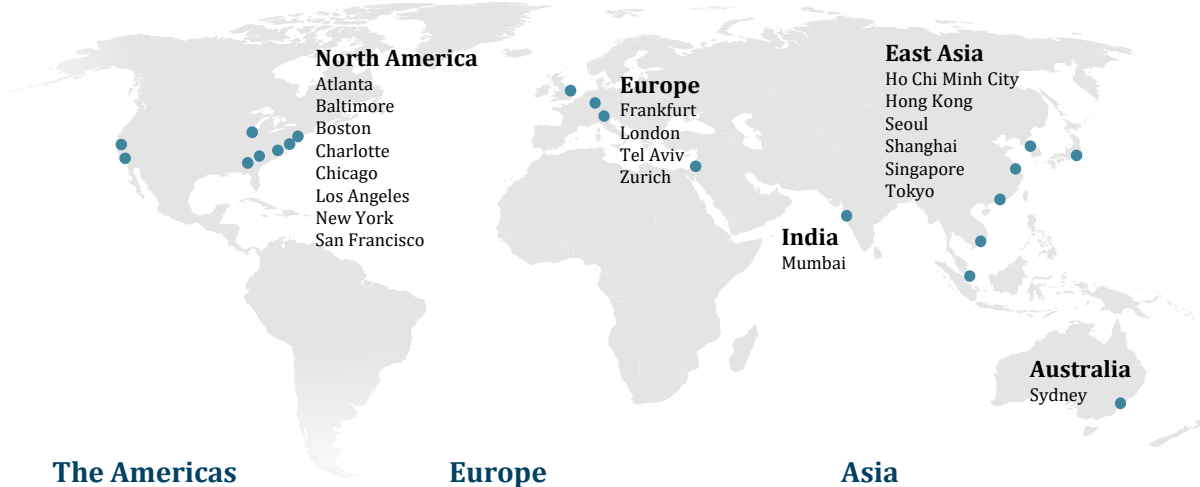 North America
Atlanta
Baltimore
Boston
Charlotte
Chicago
Los Angeles
New York
San Francisco
Europe
Frankfurt
London
Tel Aviv
Zurich
India
Mumbai
East Asia
Ho Chi Minh City
Hong Kong
Seoul
Shanghai
Singapore
Tokyo
Australia
Sydney
The Americas
Europe
Asia